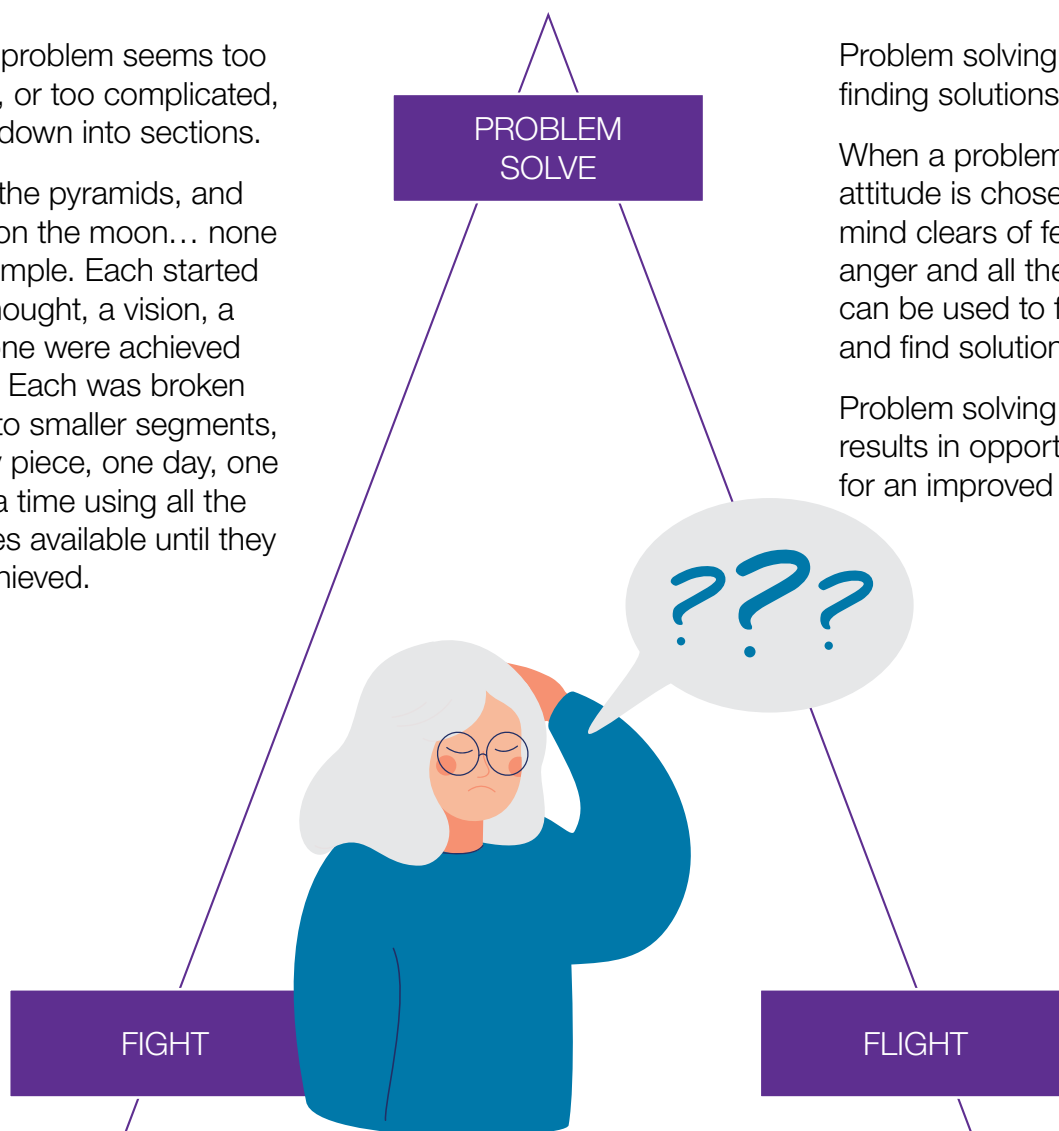 problem seems too
, or too complicated,
down into sections.
the pyramids, and
on the moon… none
mple. Each started
nought, a vision, a
one were achieved
Each was broken
to smaller segments,
piece, one day, one
a time using all the
es available until they
hieved.
PROBLEM
SOLVE
Problem solving
finding solutions
When a problem
attitude is chose
mind clears of fe
anger and all the
can be used to f
and find solution
Problem solving
results in opport
for an improved
???
FIGHT
FLIGHT